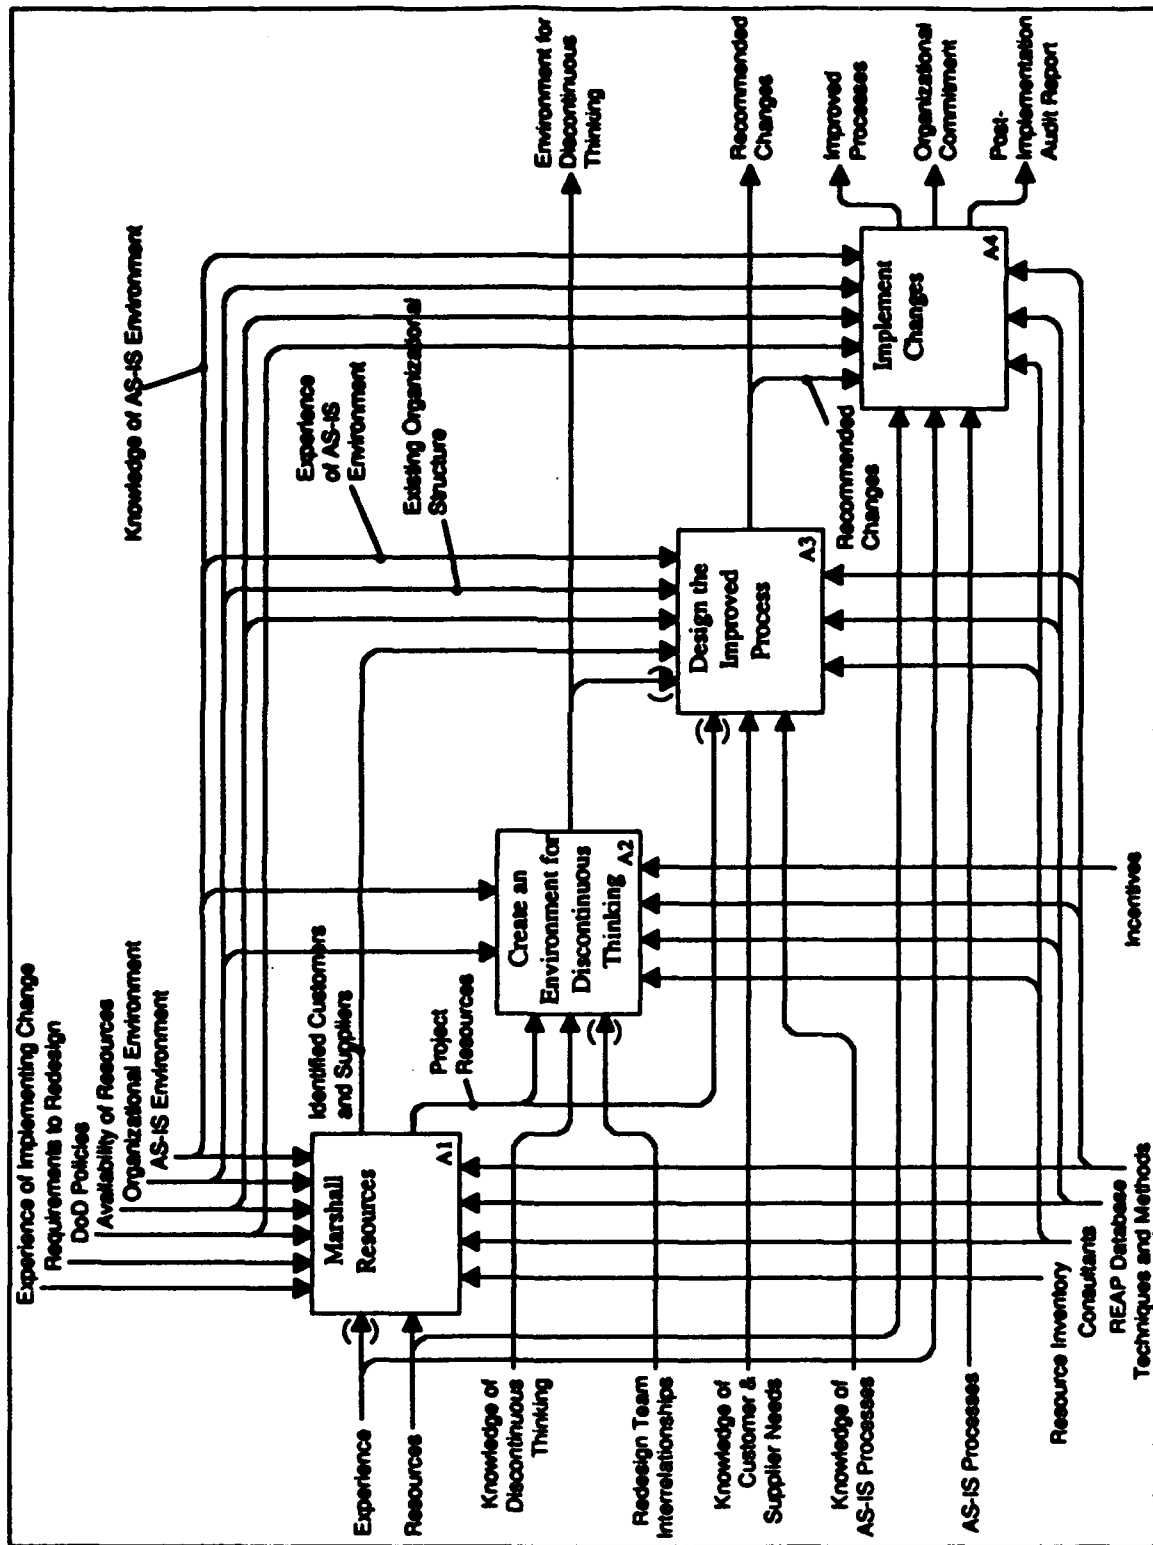 Experience of Implementing Change
Requirements to Redesign
DoD Policies
Availability of Resources
Organizational Environment
AS-IS Environment
Knowledge of AS-IS Environment
Experience
of AS-IS
Environment
Existing Organizational
Structure
Identified Customers
and Suppliers
Project
Resources
Marshall
Resources
A1
Create an
Environment for
Discontinuous
Thinking
A2
Design the
Improved
Process
A3
Implement
Changes
A4
Recommended
Changes
Environment for
Discontinuous
Thinking
Recommended
Changes
Improved
Processes
Organizational
Commitment
Post-
Implementation
Audit Report
Experience
Resources
Knowledge of
Discontinuous
Thinking
Redesign Team
Interrelationships
Knowledge of
Customer &
Supplier Needs
Knowledge of
AS-IS Processes
AS-IS Processes
Resource Inventory
Consultants
REAP Database
Techniques and Methods
Incentives